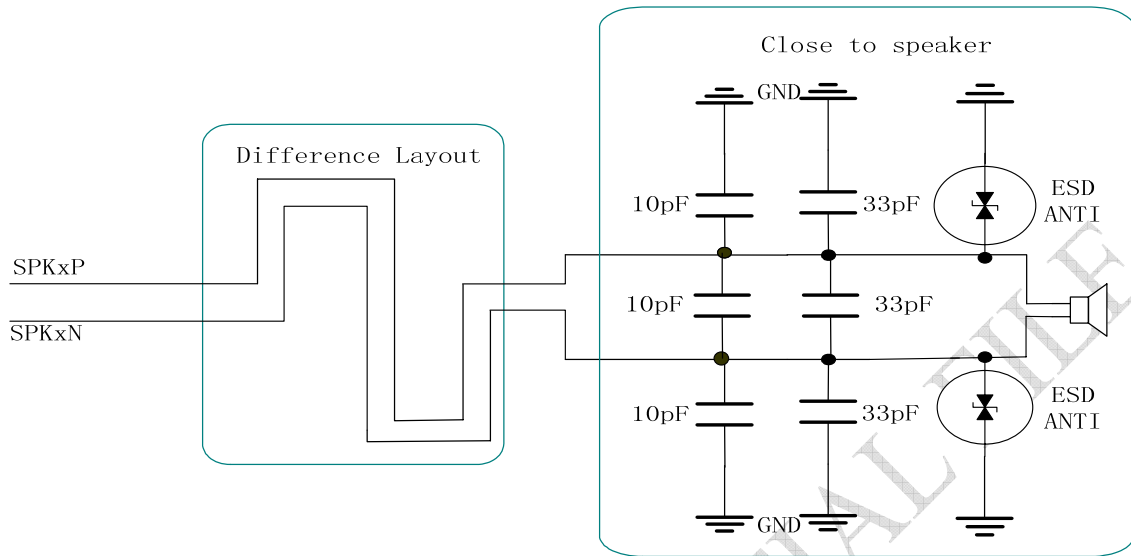 Close to speaker
GND
Difference Layout
10pF
33pF
ESD
ANTI
SPKxP
10pF
33pF
SPKxN
10pF
33pF
ESD
ANTI
GND